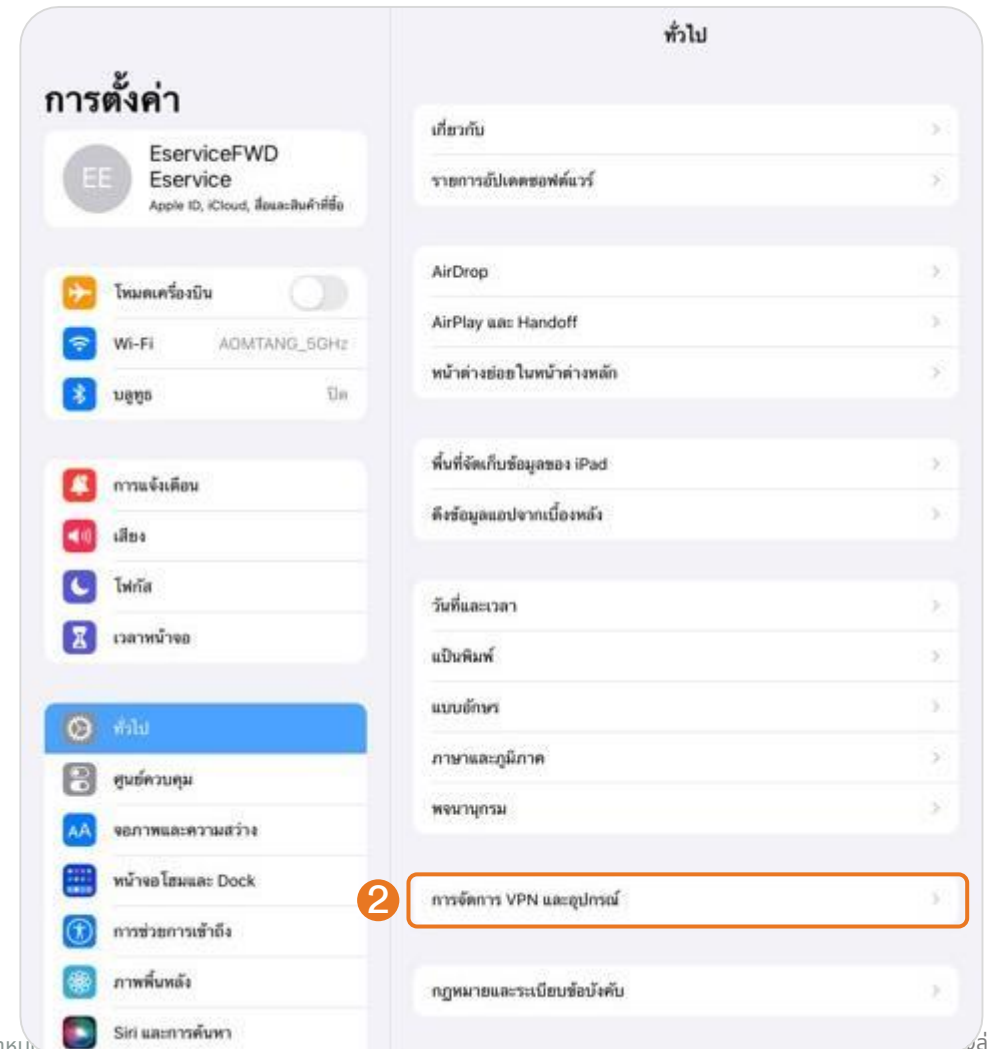 การตั้งค่า
EE
EserviceFWD
Eservice
Apple ID, iCloud, สื่อและสินค้าที่ซื้อ
โหมดเครื่องบิน
Wi-Fi AOMTANG_5GHz
บลูทูธ ปิด
การแจ้งเตือน
เสียง
โฟกัส
เวลาหน้าจอ
ทั่วไป
ศูนย์ควบคุม
AA จอภาพและความสว่าง
หน้าจอโฮมและ Dock
การช่วยการเข้าถึง
ภาพพื้นหลัง
Siri และการค้นหา
ทั่วไป
เกี่ยวกับ
รายการอัปเดตซอฟต์แวร์
AirDrop
AirPlay และ Handoff
หน้าต่างย่อยในหน้าต่างหลัก
พื้นที่จัดเก็บข้อมูลของ iPad
ดึงข้อมูลแอปจากเบื้องหลัง
วันที่และเวลา
แป้นพิมพ์
แบบอักษร
ภาษาและภูมิภาค
พจนานุกรม
2 การจัดการ VPN และอุปกรณ์
กฎหมายและระเบียบข้อบังคับ